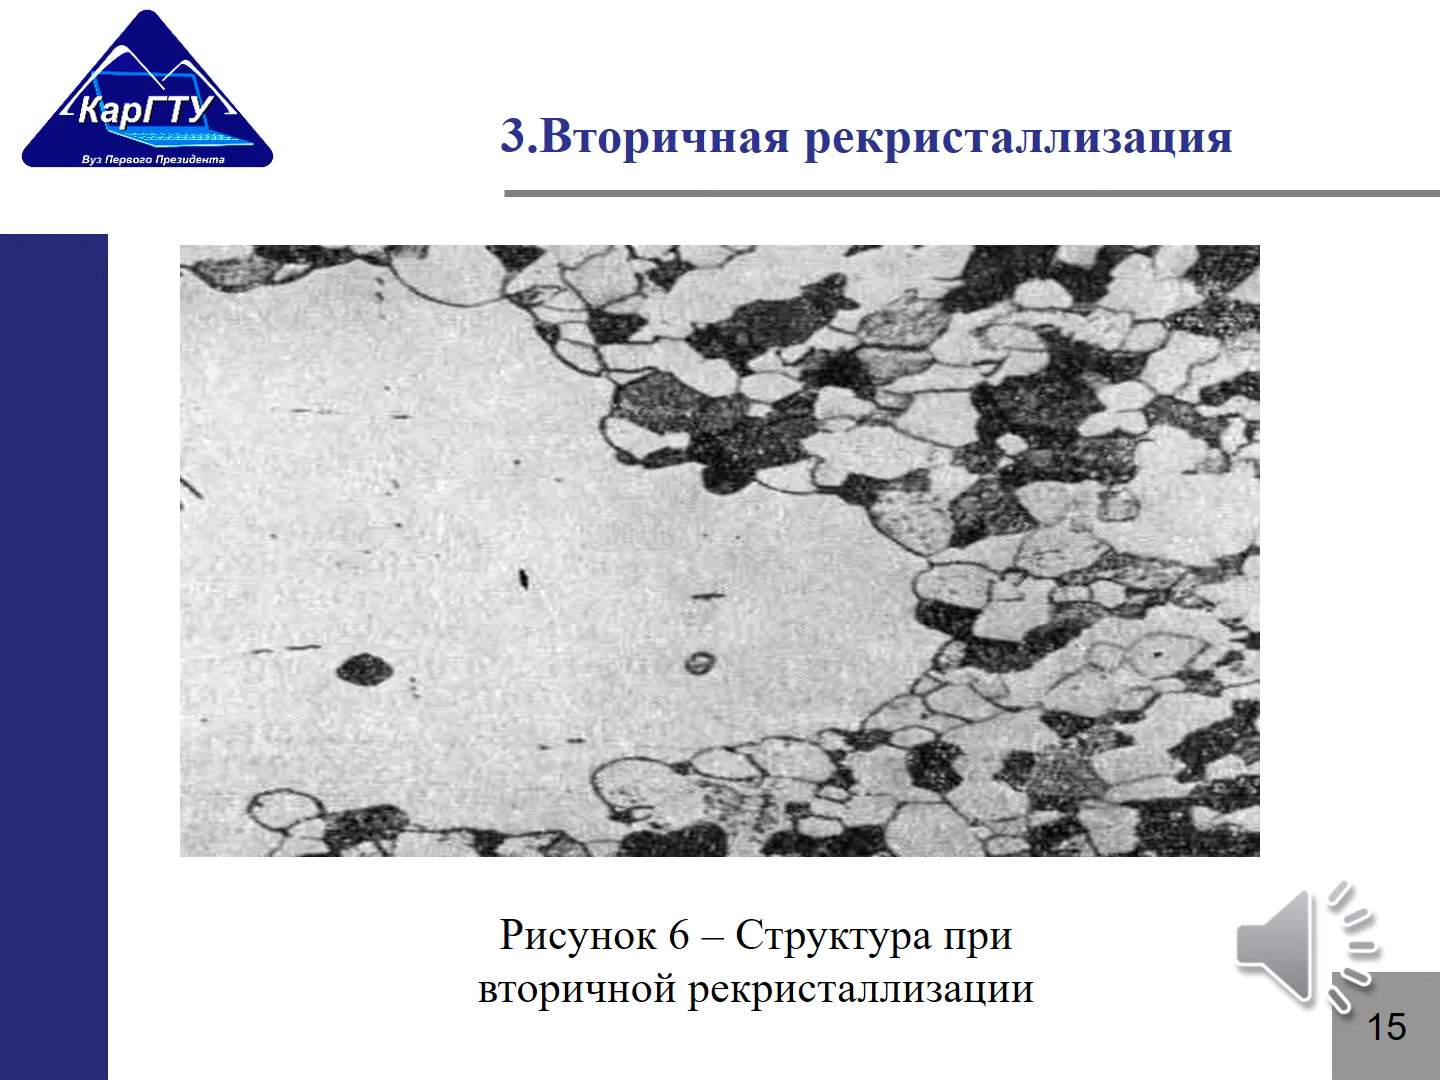 КарГТУ
Вуз Первого Президента
3.Вторичная рекристаллизация
Рисунок 6 – Структура при
вторичной рекристаллизации
15